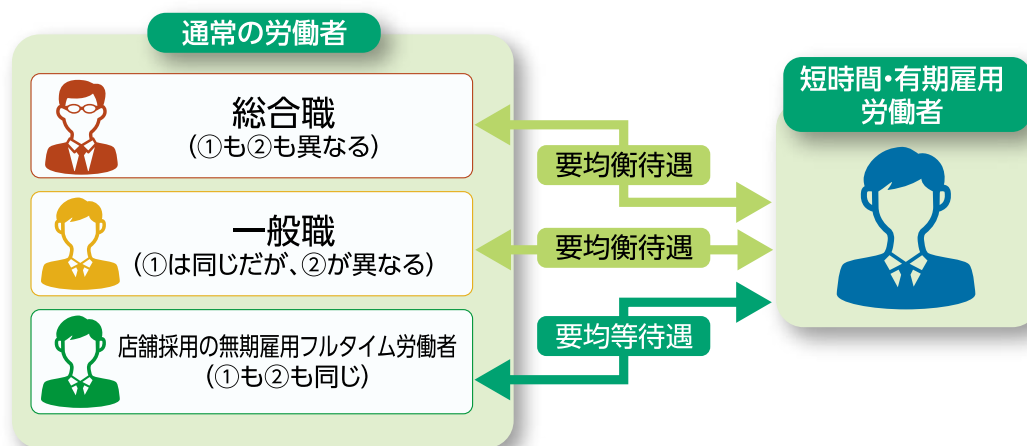 通常の労働者
総合職
(①も②も異なる)
一般職
(①は同じだが、②が異なる)
店舗採用の無期雇用フルタイム労働者
(①も②も同じ)
要均衡待遇
要均衡待遇
要均等待遇
短時間・有期雇用
労働者